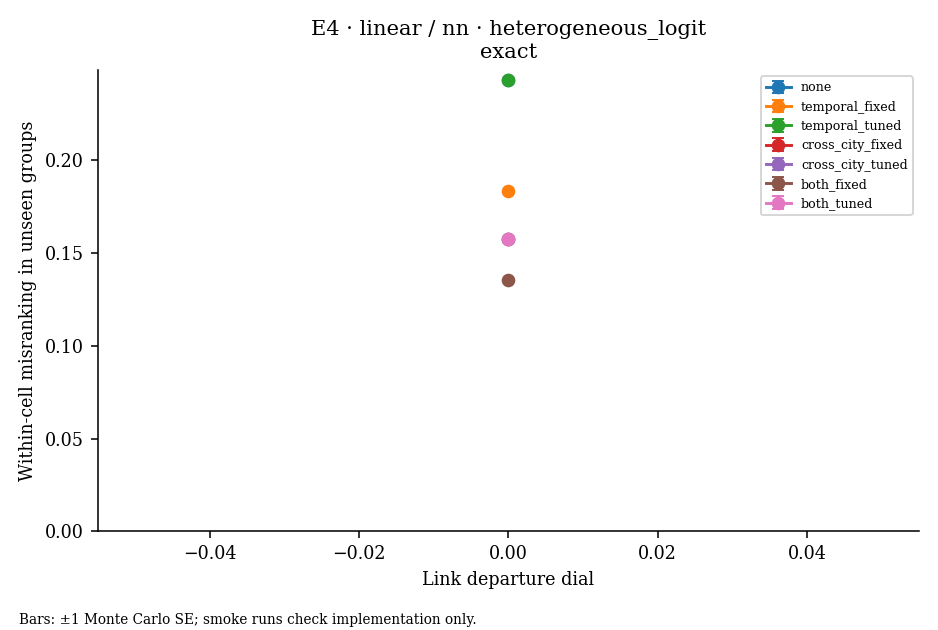 E4 · linear / nn · heterogeneous_logit
exact
Within-cell misranking in unseen groups
0.20
0.15
0.10
0.05
0.00
−0.04
−0.02
0.00
0.02
0.04
Link departure dial
none
temporal_fixed
temporal_tuned
cross_city_fixed
cross_city_tuned
both_fixed
both_tuned
Bars: ±1 Monte Carlo SE; smoke runs check implementation only.